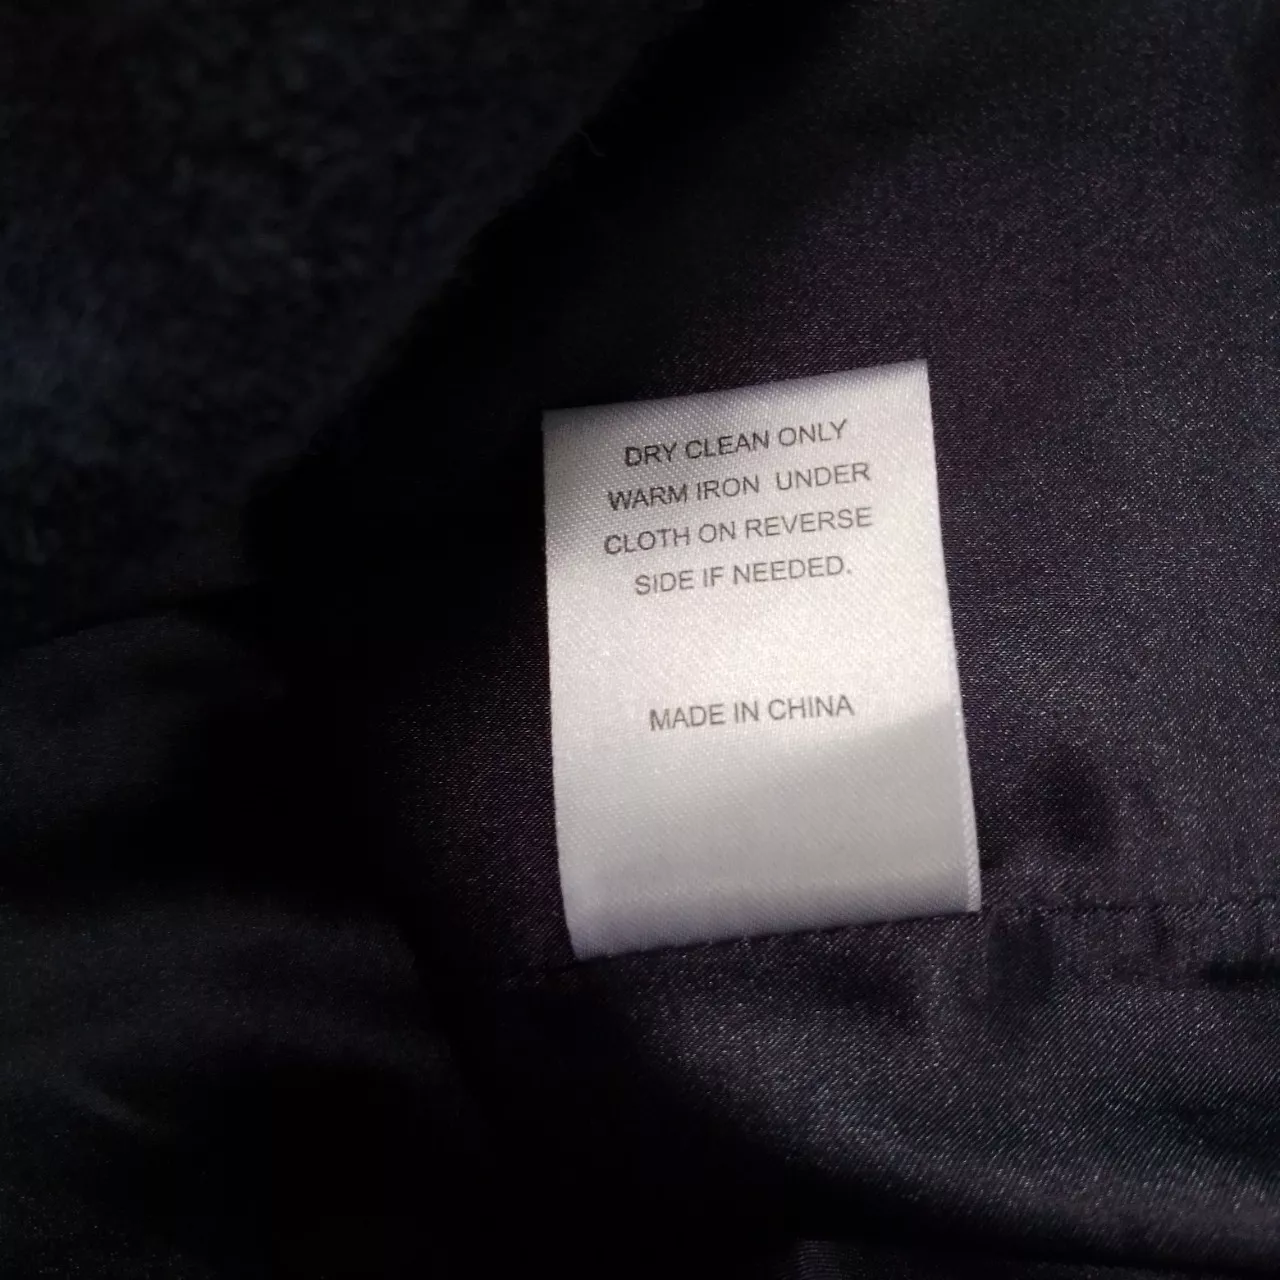 DRY CLEAN ONLY
WARM IRON UNDER
CLOTH ON REVERSE
SIDE IF NEEDED.
MADE IN CHINA